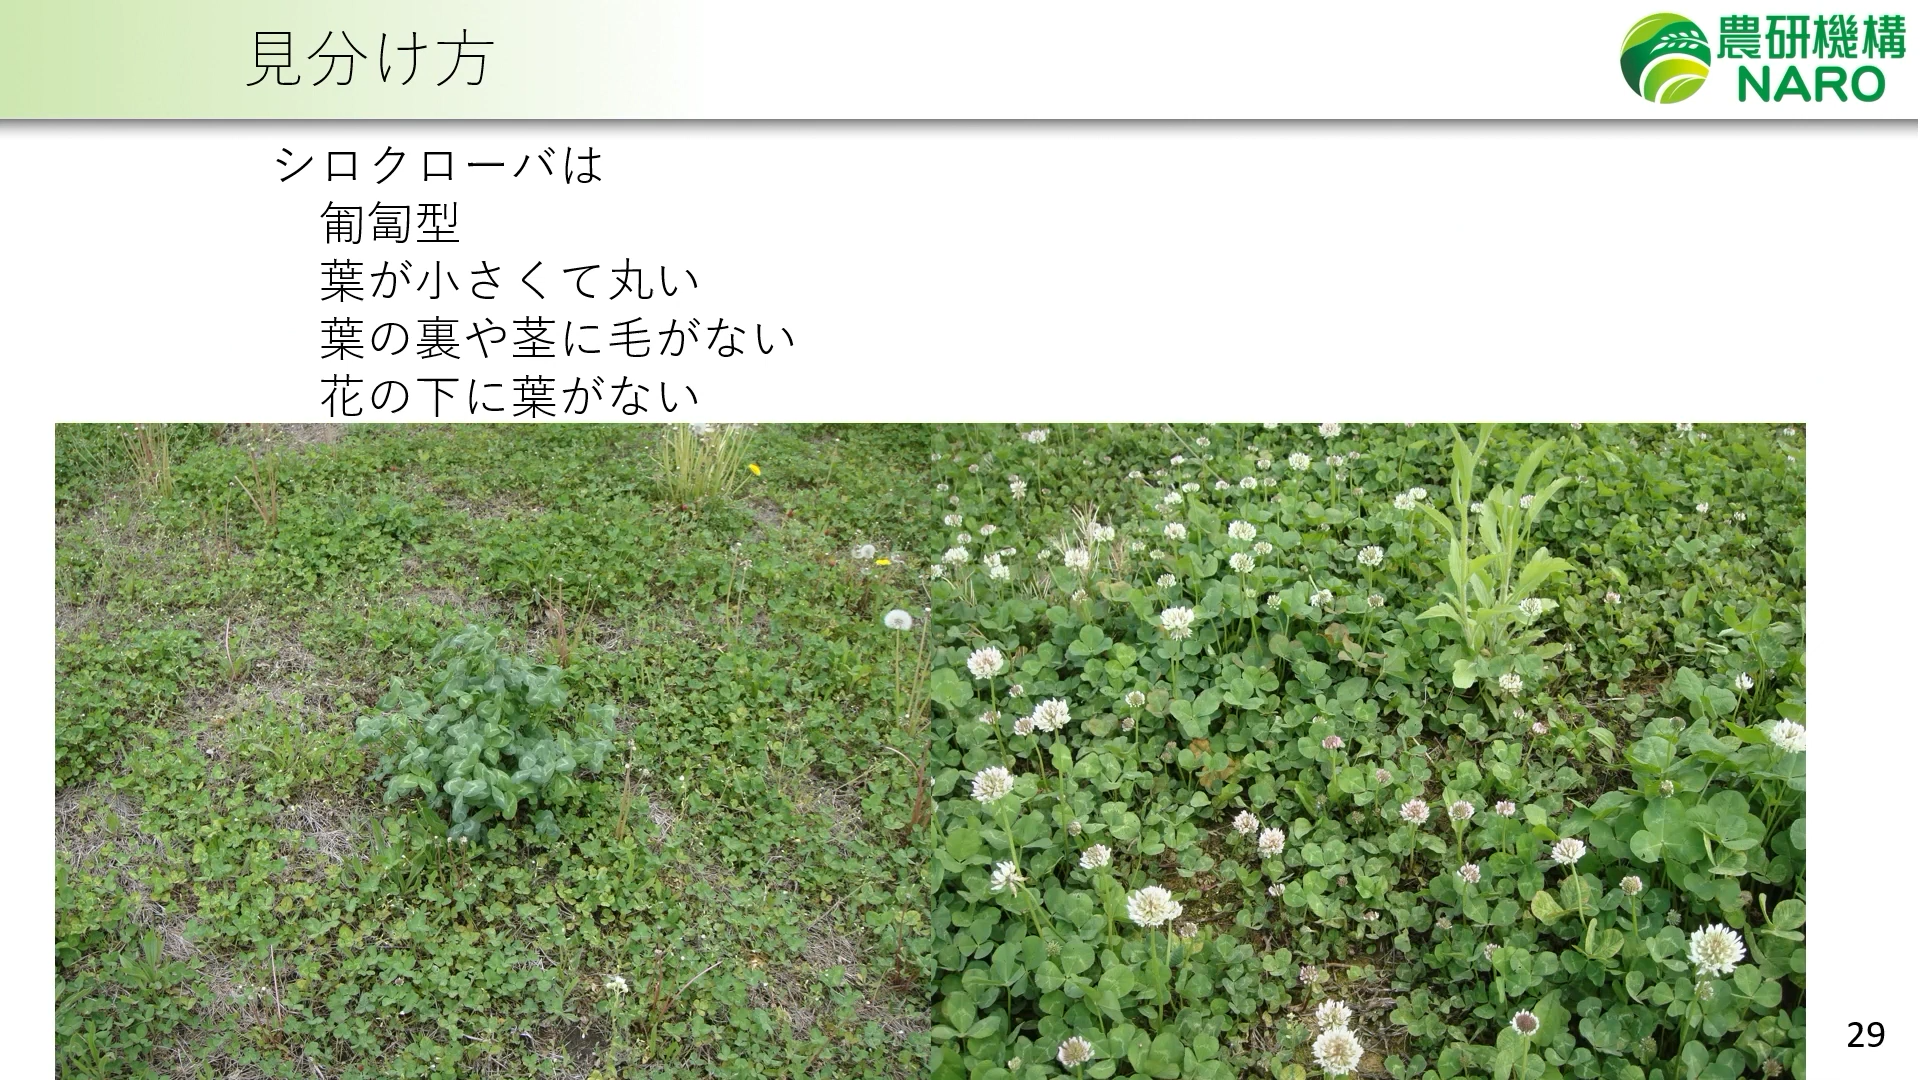 見分け方
農研機構
NARO
シロクローバは
匍匐型
葉が小さくて丸い
葉の裏や茎に毛がない
花の下に葉がない
29